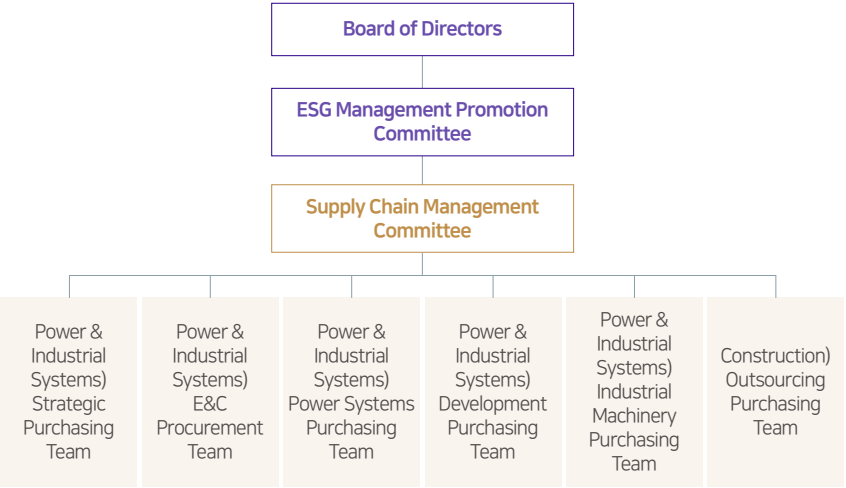 Board of Directors
ESG Management Promotion
Committee
Supply Chain Management
Committee
Power &
Industrial
Systems)
Strategic
Purchasing
Team
Power &
Industrial
Systems)
E&C
Procurement
Team
Power &
Industrial
Systems)
Power Systems
Purchasing
Team
Power &
Industrial
Systems)
Development
Purchasing
Team
Power &
Industrial
Systems)
Industrial
Machinery
Purchasing
Team
Construction)
Outsourcing
Purchasing
Team